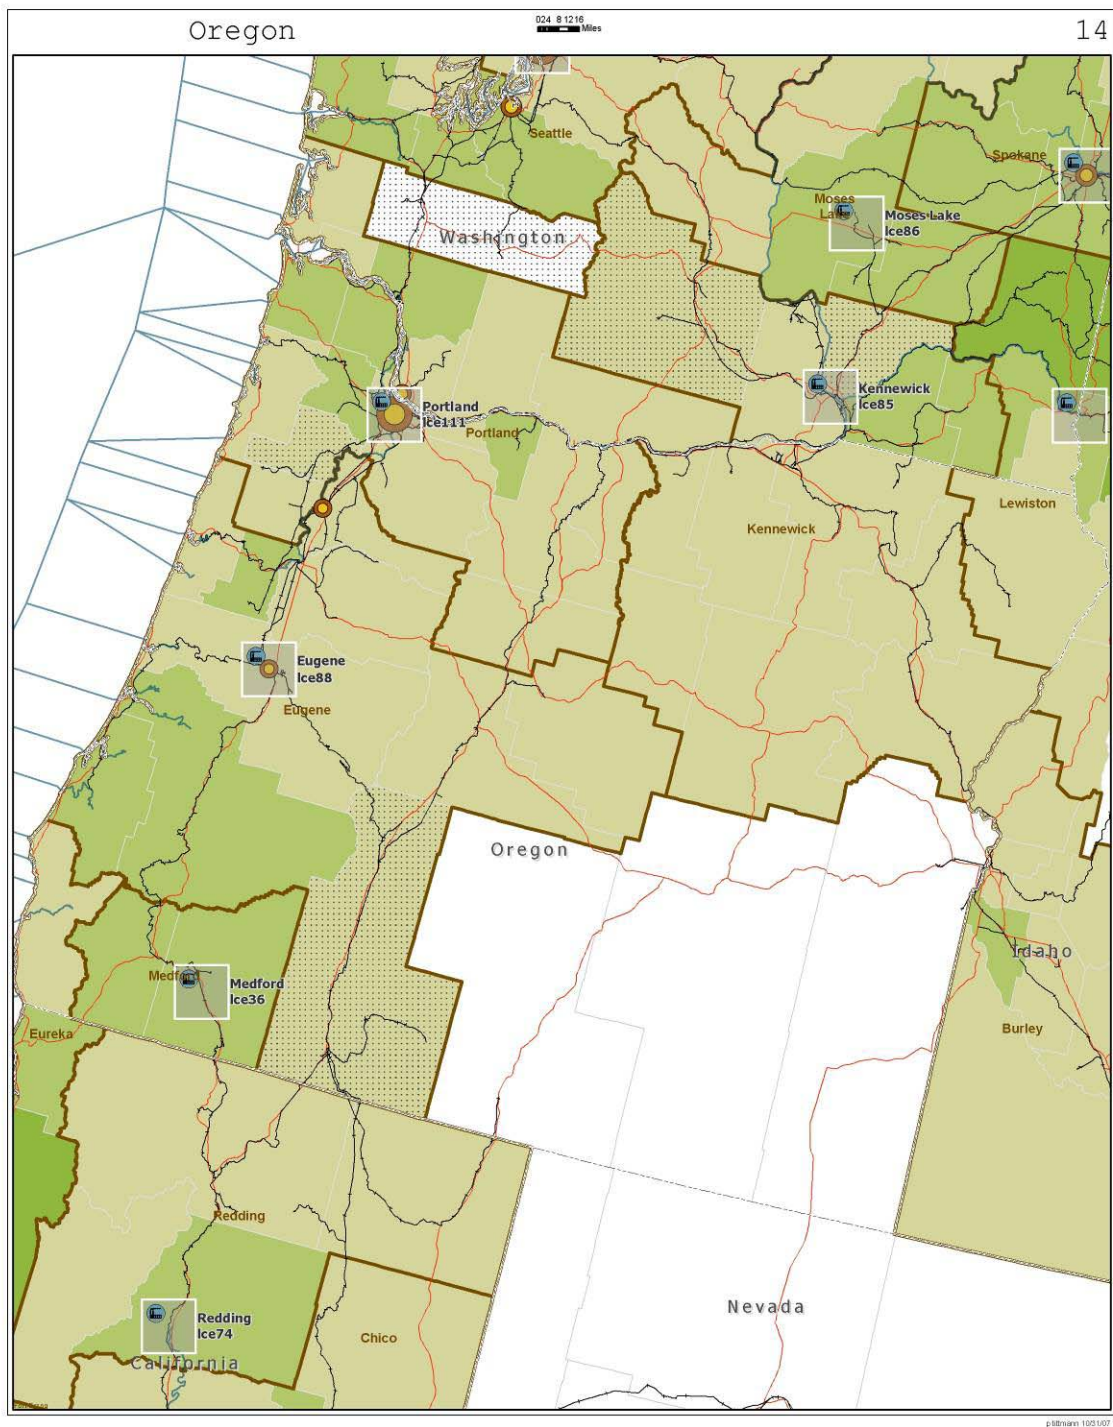 Oregon
024 8 1216
Miles
14
Seattle
Spokane
Moses
Lake
Moses Lake
Ice86
Washington
Kennewick
Ice85
Portland
Ice111
Portland
Lewiston
Kennewick
Eugene
Ice88
Eugene
Oregon
Idaho
Medford
Medford
Ice36
Eureka
Burley
Redding
Nevada
Redding
Ice74
Chico
California
ptittmann 10/31/07